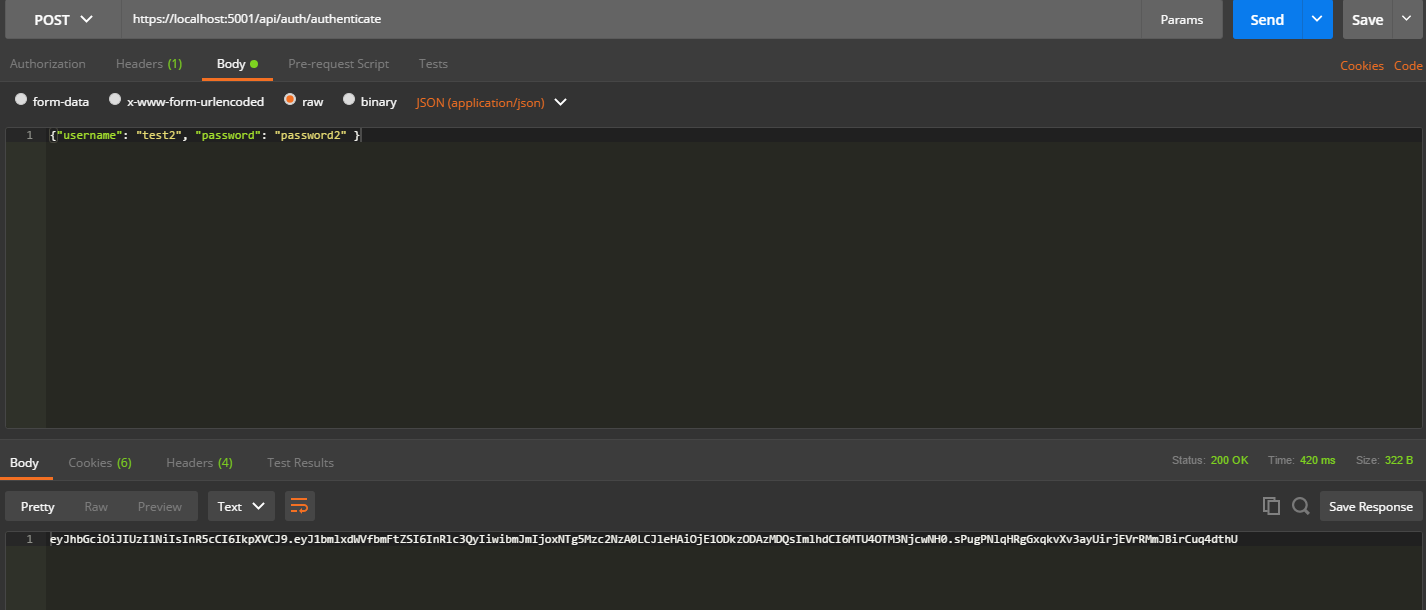 POST https://localhost:5001/api/auth/authenticate Params Send Save
Authorization Headers (1) Body Pre-request Script Tests Cookies Code
form-data x-www-form-urlencoded raw binary JSON (application/json)
1 {"username": "test2", "password": "password2" }
Body Cookies (6) Headers (4) Test Results Status: 200 OK Time: 420 ms Size: 322 B
Pretty Raw Preview Text Save Response
1 eyJhbGciOiJIUzI1NiIsInR5cCI6IkpXVCJ9.eyJ1bmlxdWVfbmFtZSI6InRlc3QyIiwibmJmIjoxNTg5Mzc2NzA0LCJleHAiOjE1ODkzODAzMDQsImlhdCI6MTU4OTM3NjcwNH0.sPugPNlqHRgGxqkvXv3ayUirjEVrRMmJBirCuq4dthU